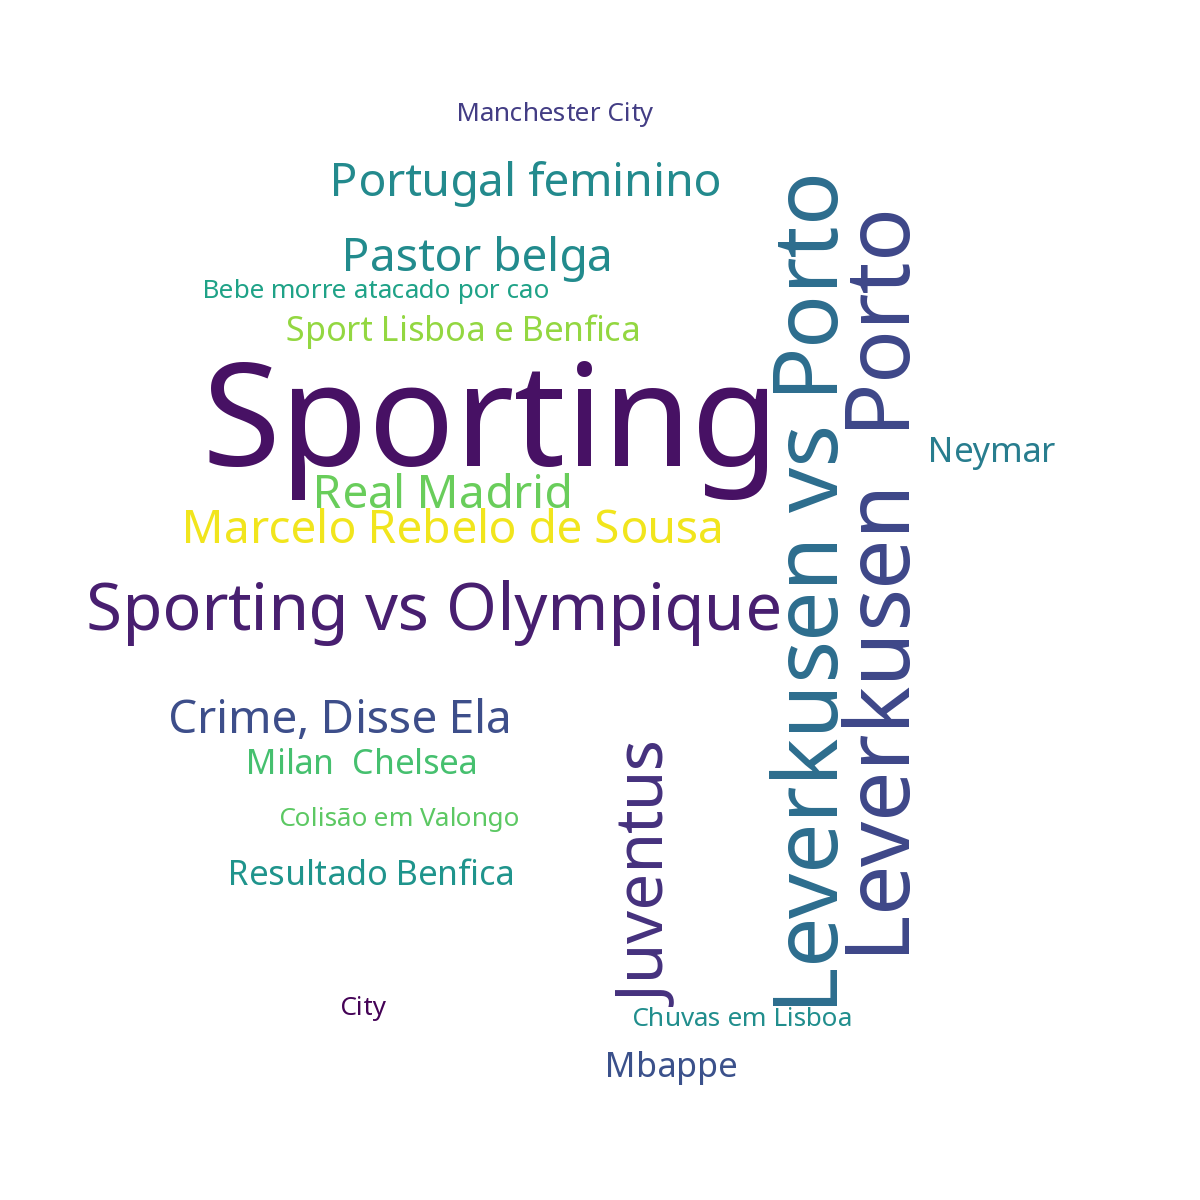 Manchester City
Portugal feminino
Pastor belga
Bebe morre atacado por cao
Sport Lisboa e Benfica
Sporting
Real Madrid
Marcelo Rebelo de Sousa
Sporting vs Olympique
Crime, Disse Ela
Milan  Chelsea
Colisão em Valongo
Resultado Benfica
City
Juventus
Leverkusen vs Porto
Leverkusen  Porto
Neymar
Chuvas em Lisboa
Mbappe